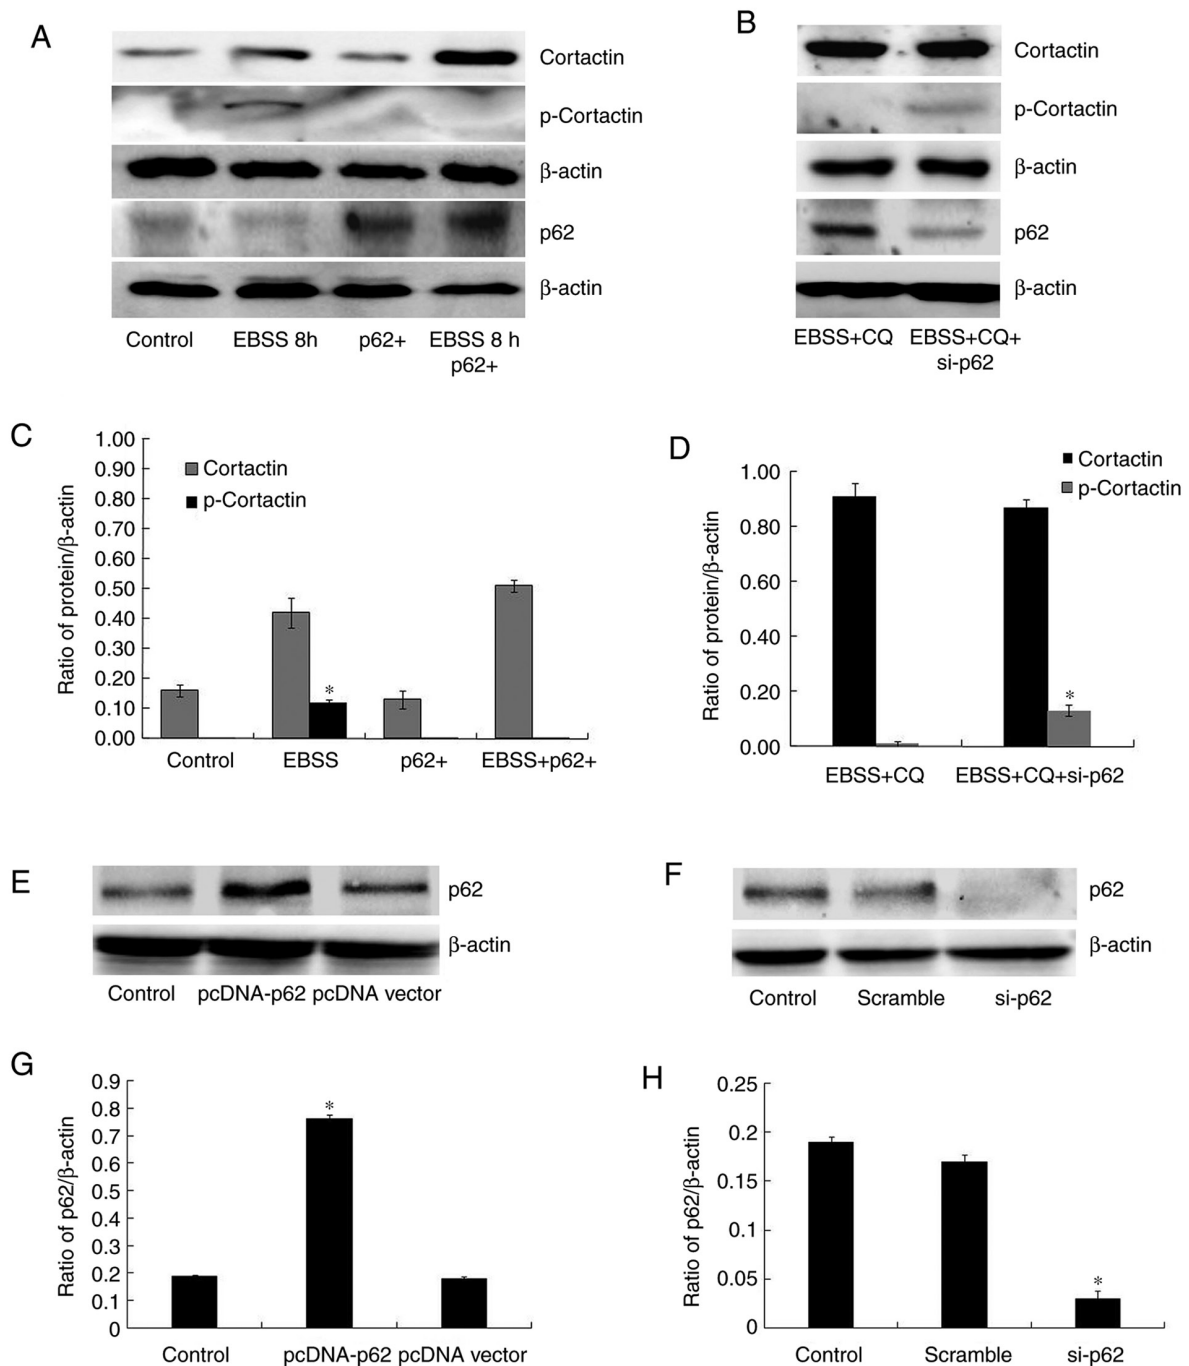 A
Cortactin
p-Cortactin
β-actin
p62
β-actin
Control EBSS 8h p62+ EBSS 8 h
p62+
B
Cortactin
p-Cortactin
β-actin
p62
β-actin
EBSS+CQ EBSS+CQ+
si-p62
C
Ratio of protein/β-actin
1.00
0.90
0.80
0.70
0.60
0.50
0.40
0.30
0.20
0.10
0.00
Cortactin
p-Cortactin
*
Control EBSS p62+ EBSS+p62+
D
Ratio of protein/β-actin
1.00
0.80
0.60
0.40
0.20
0.00
Cortactin
p-Cortactin
*
EBSS+CQ EBSS+CQ+si-p62
E
p62
β-actin
Control pcDNA-p62 pcDNA vector
F
p62
β-actin
Control Scramble si-p62
G
Ratio of p62/β-actin
0.9
0.8
0.7
0.6
0.5
0.4
0.3
0.2
0.1
0
*
Control pcDNA-p62 pcDNA vector
H
Ratio of p62/β-actin
0.25
0.2
0.15
0.1
0.05
0
*
Control Scramble si-p62